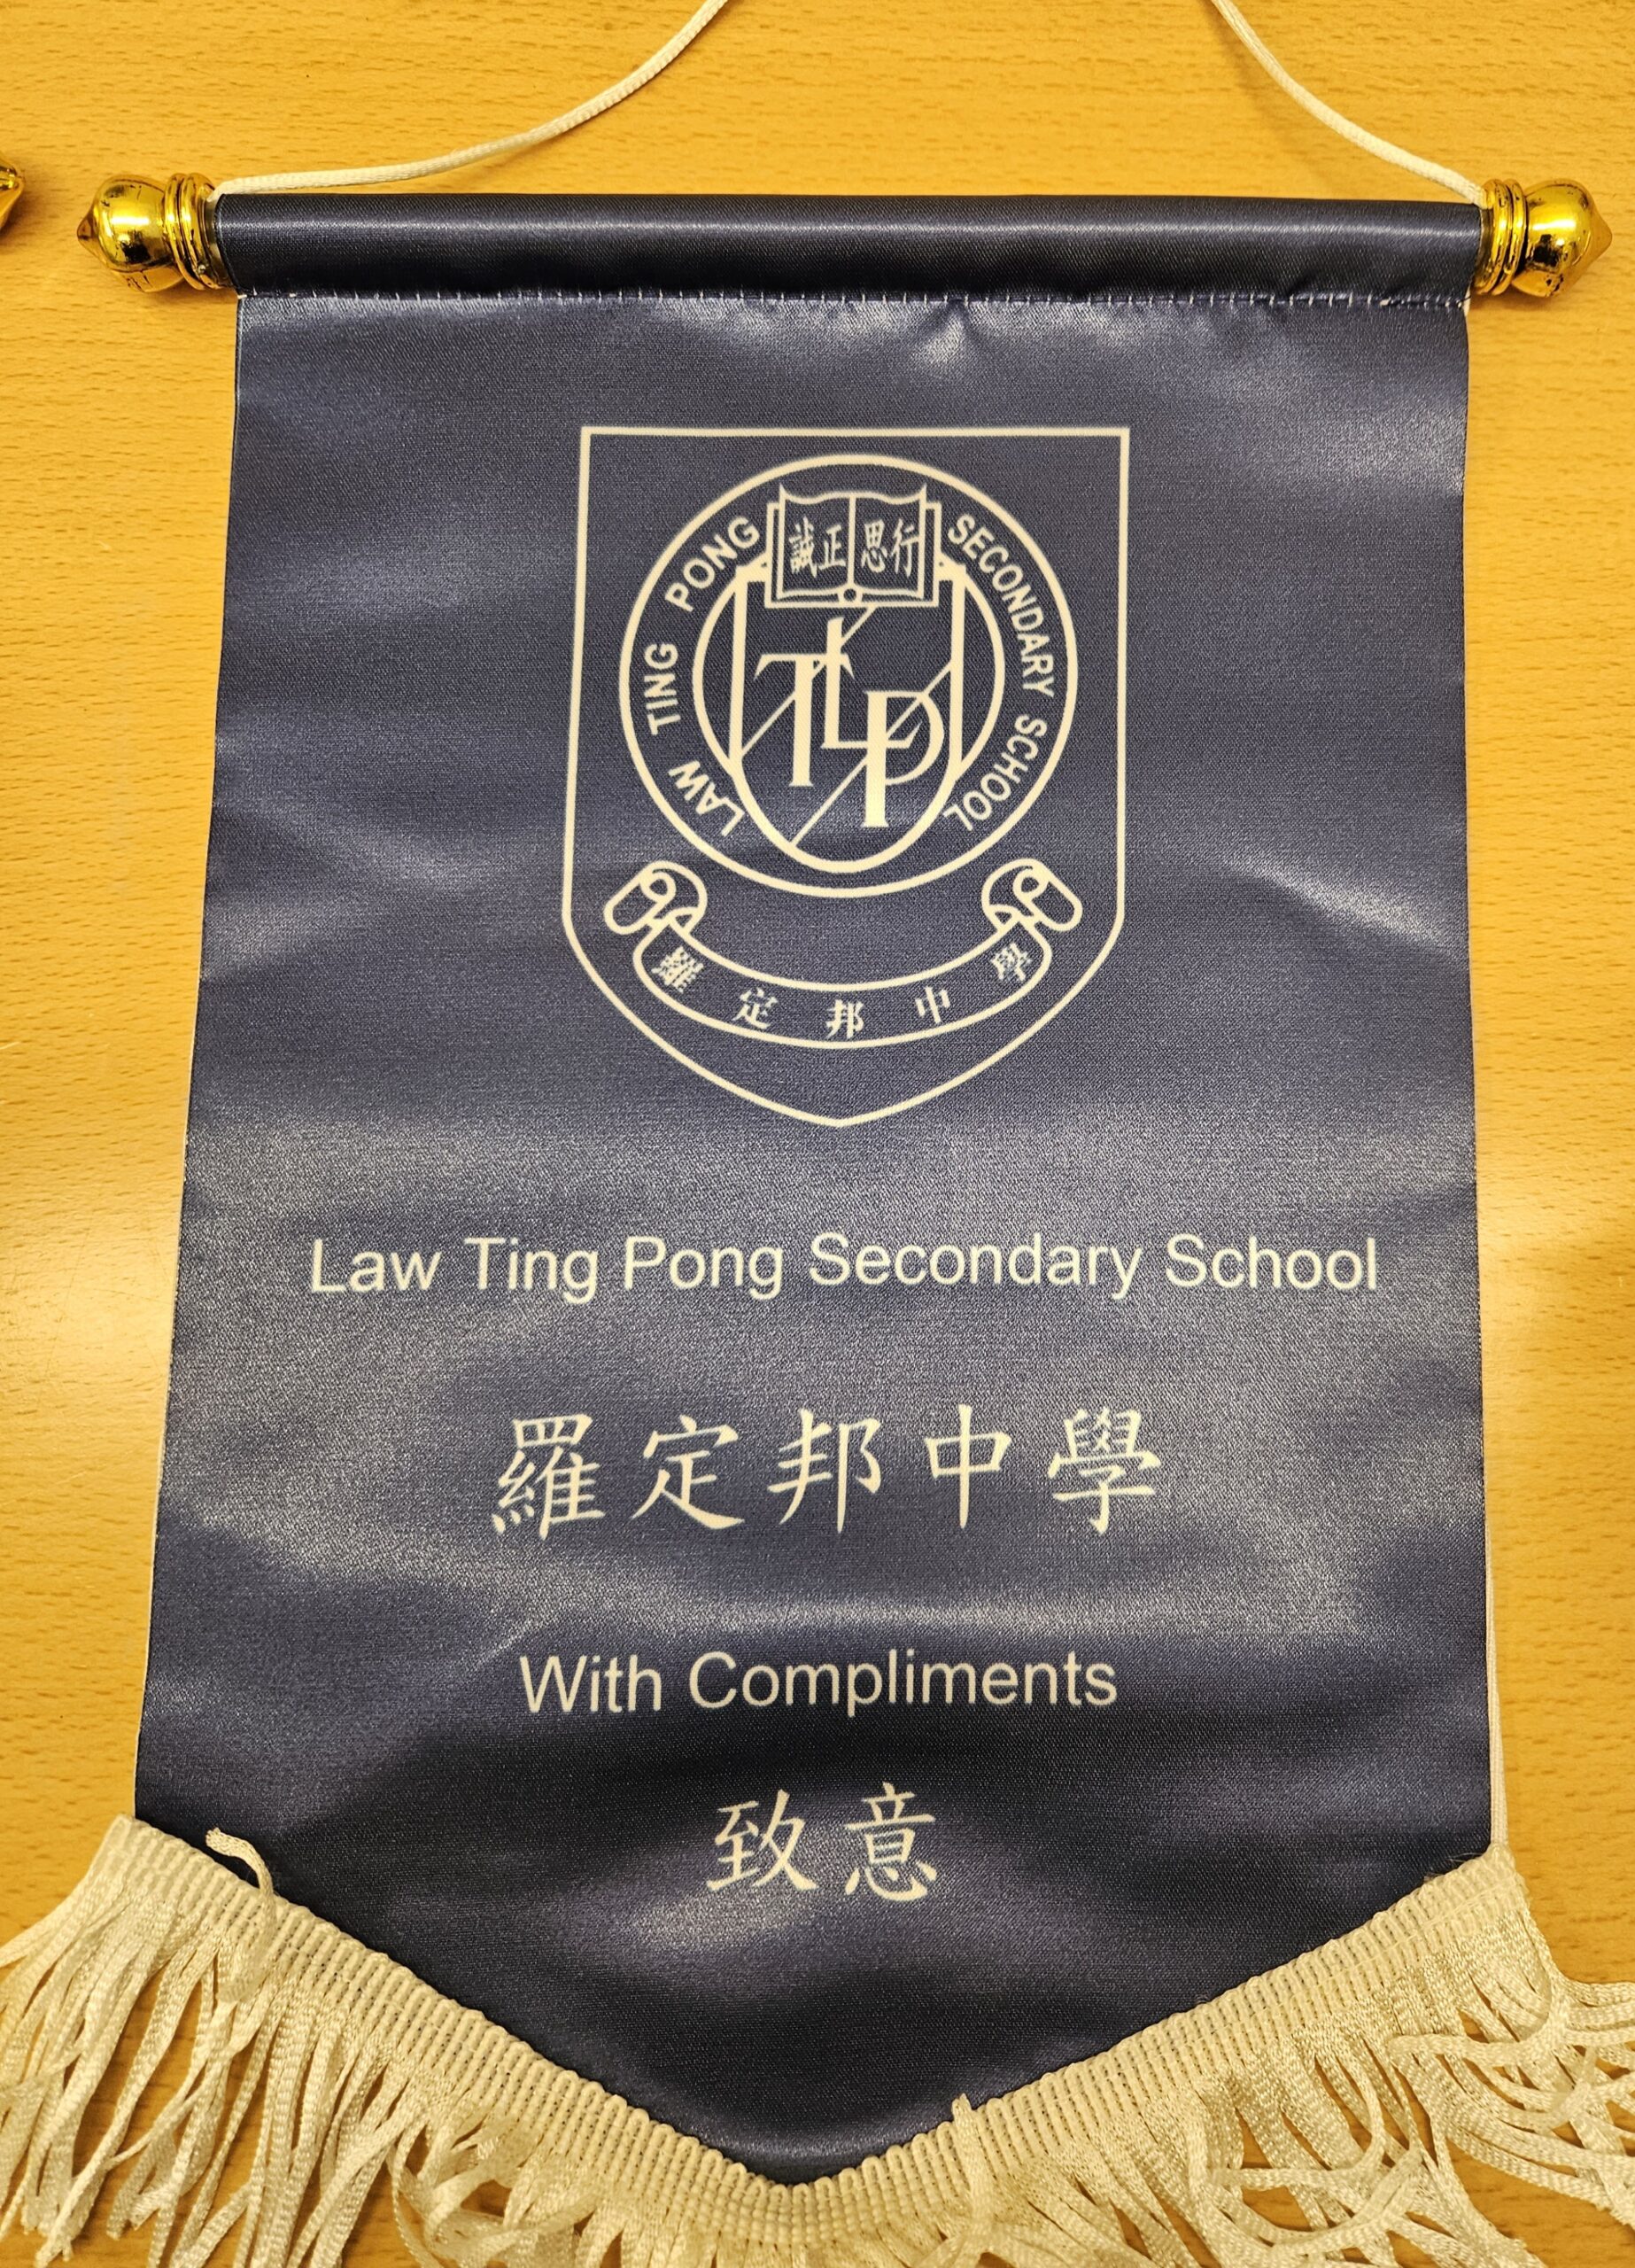 誠正思行
LAW TING PONG SECONDARY SCHOOL
TLP
羅定邦中學
Law Ting Pong Secondary School
羅定邦中學
With Compliments
致意